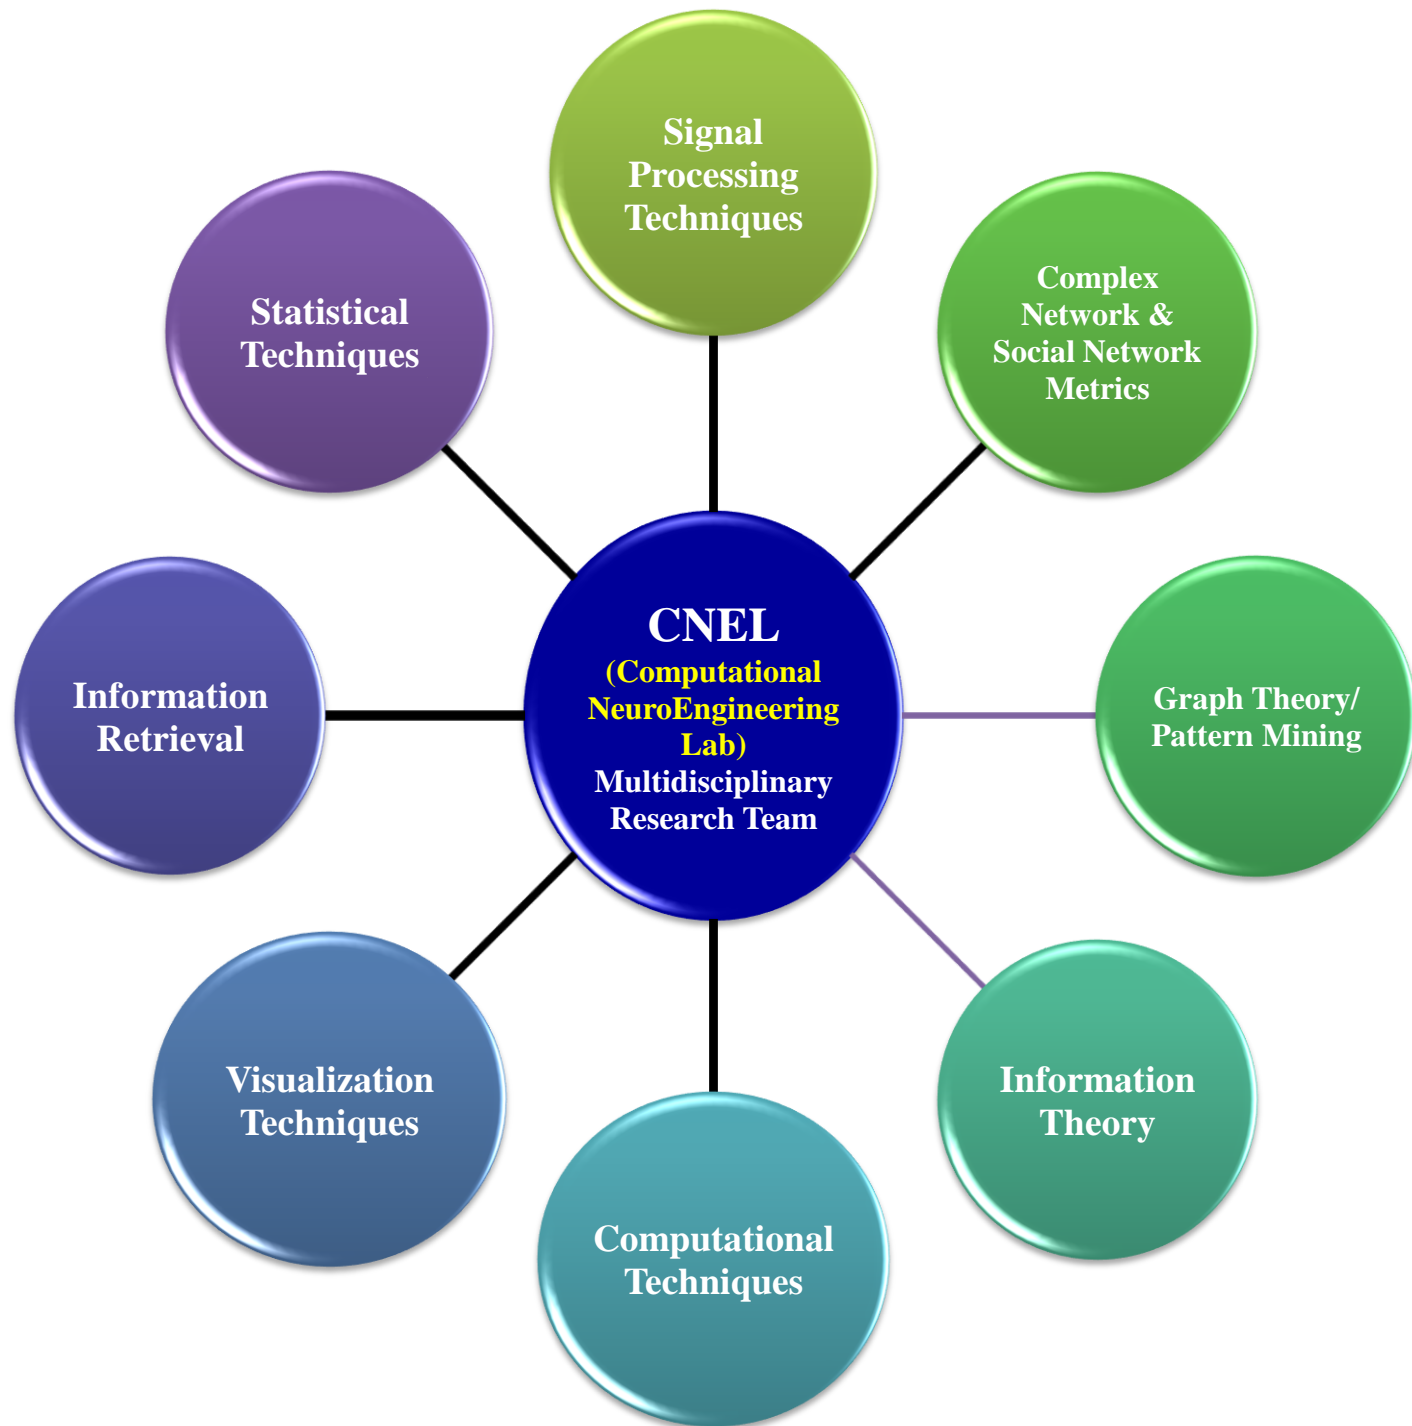 Signal
Processing
Techniques
Complex
Network &
Social Network
Metrics
Graph Theory/
Pattern Mining
Information
Theory
Computational
Techniques
Visualization
Techniques
Information
Retrieval
Statistical
Techniques
CNEL
(Computational
NeuroEngineering
Lab)
Multidisciplinary
Research Team